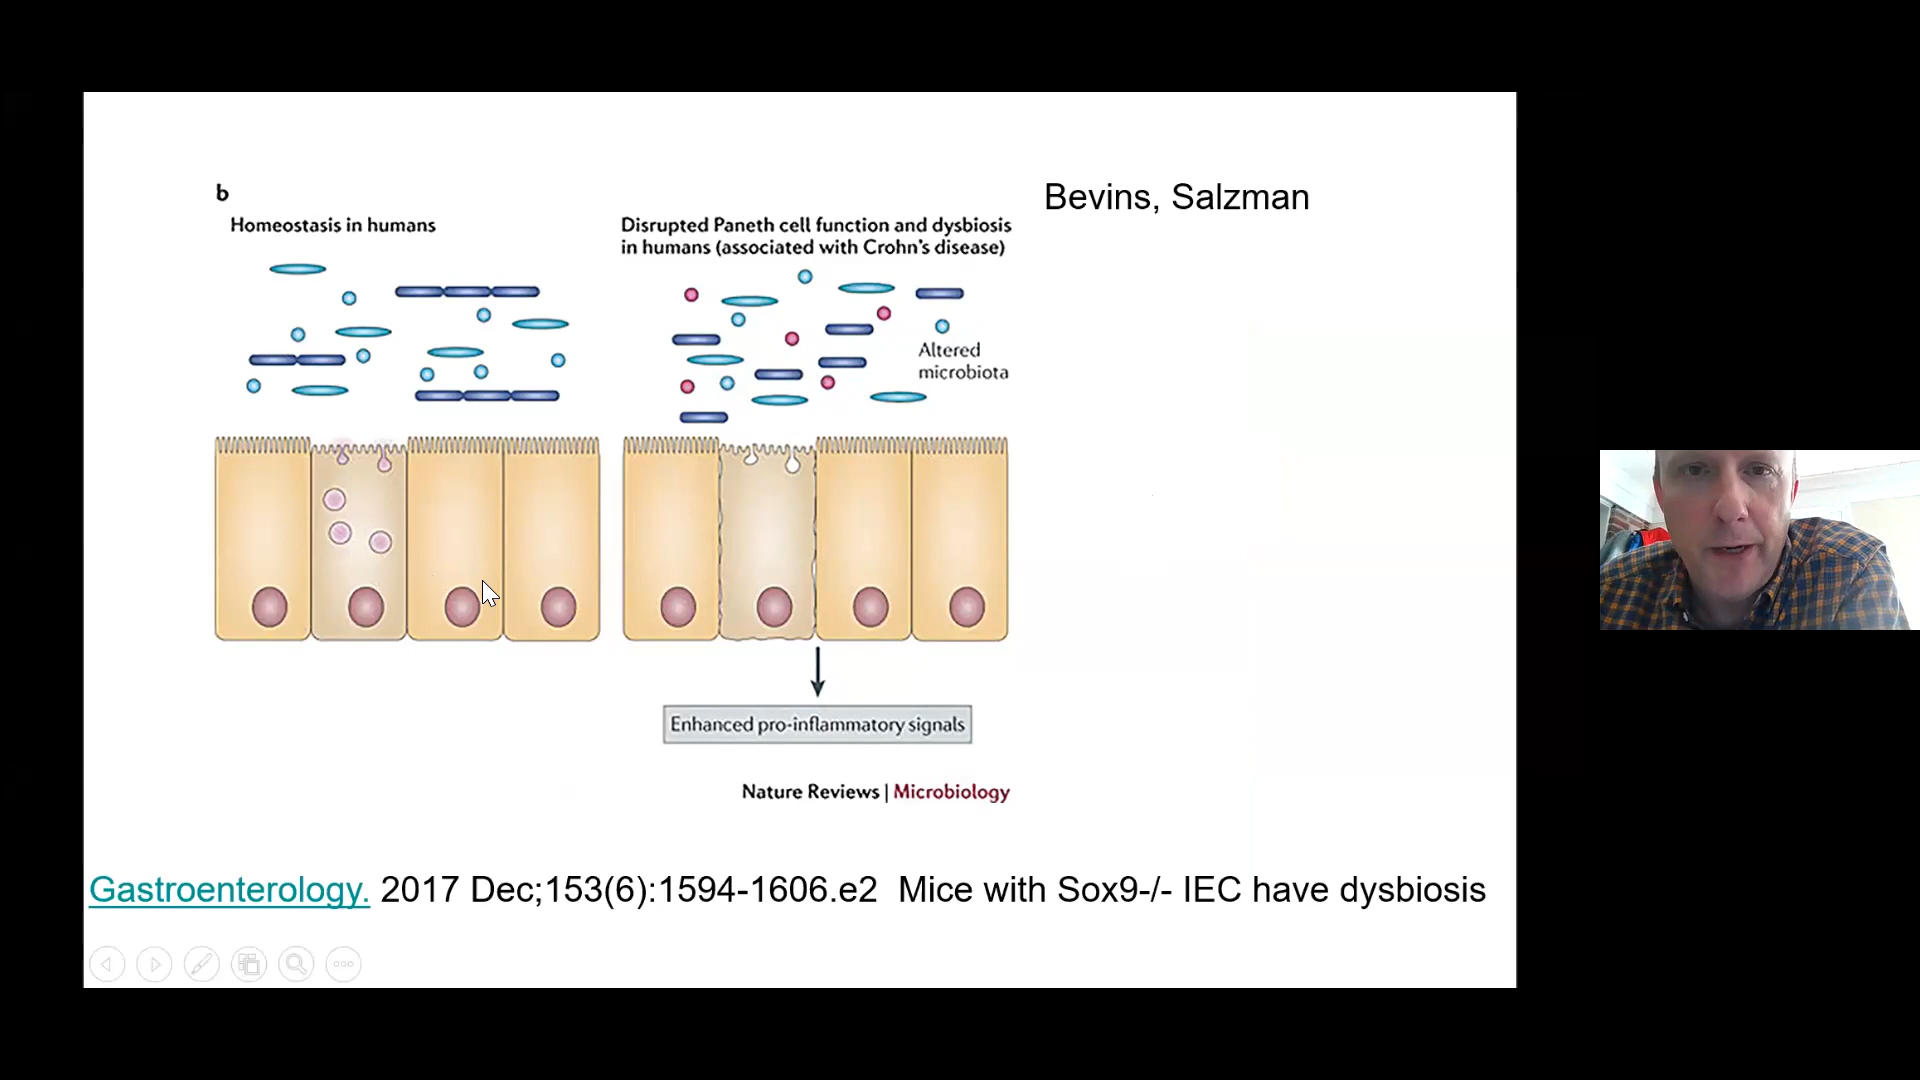 b
Bevins, Salzman
Homeostasis in humans
Disrupted Paneth cell function and dysbiosis
in humans (associated with Crohn's disease)
Altered
microbiota
Enhanced pro-inflammatory signals
Nature Reviews | Microbiology
Gastroenterology. 2017 Dec;153(6):1594-1606.e2  Mice with Sox9-/- IEC have dysbiosis